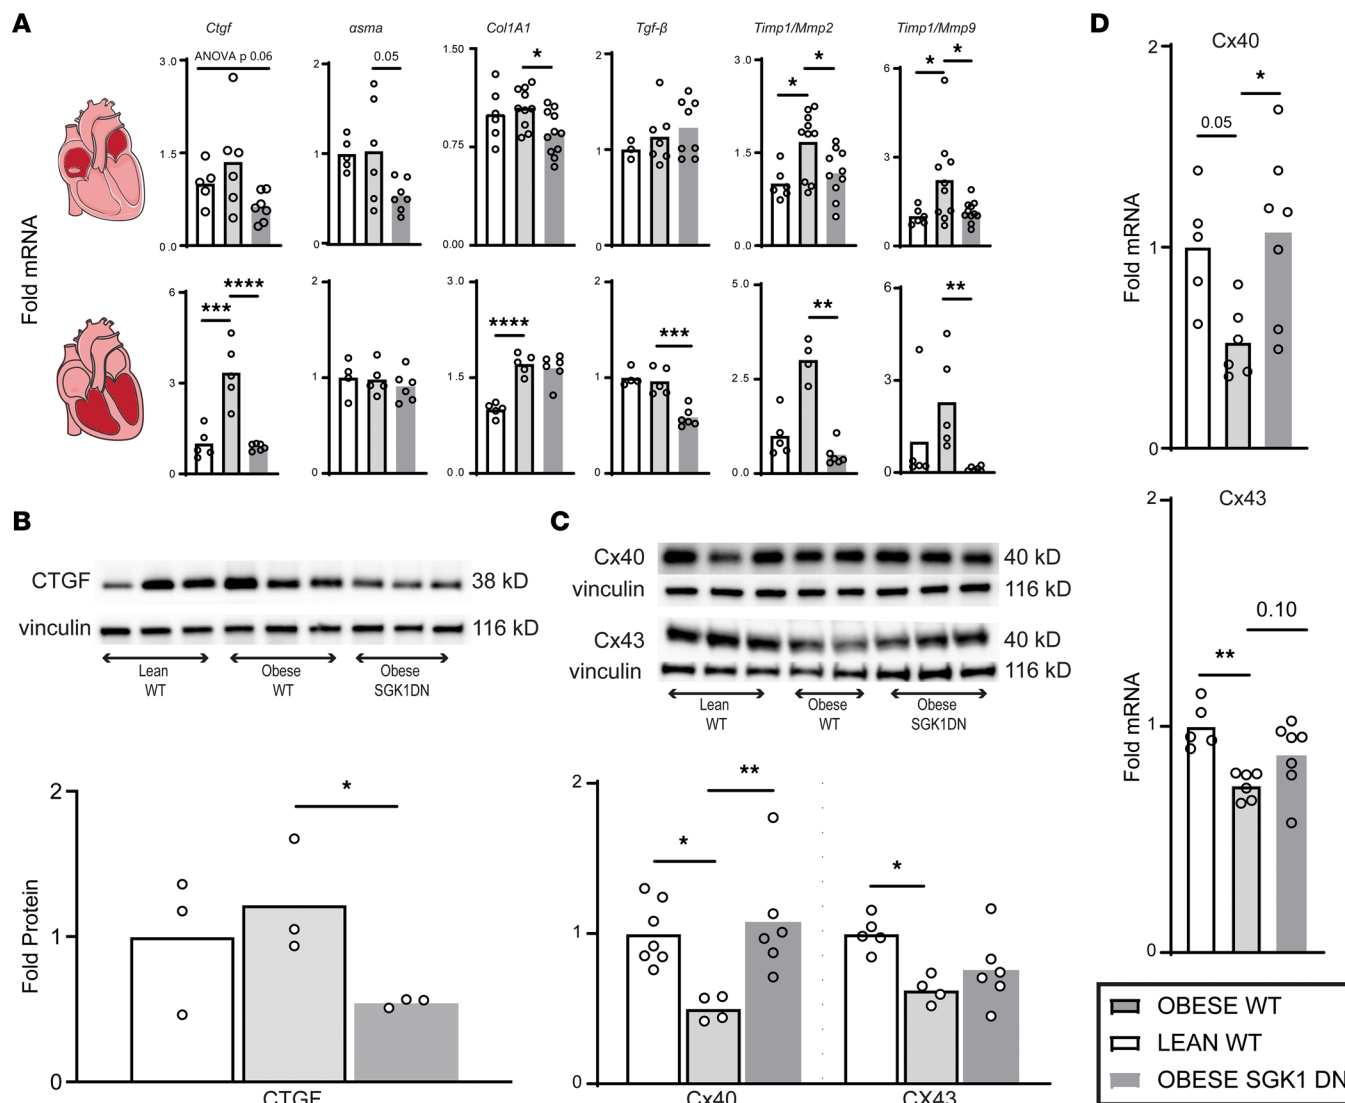 A
Ctgf
αsma
Col1A1
Tgf-β
Timp1/Mmp2
Timp1/Mmp9
Fold mRNA
3.0
1.5
0.0
ANOVA p 0.06
2
1
0
0.05
1.50
0.75
0.00
*
2
1
0
3.0
1.5
0.0
*
*
6
3
0
*
*
6
3
0
***
****
2
1
0
3.0
1.5
0.0
****
2
1
0
***
5.0
2.5
0.0
**
6
3
0
**
B
CTGF
38 kD
vinculin
116 kD
Lean
WT
Obese
WT
Obese
SGK1DN
Fold Protein
2
1
0
*
CTGF
C
Cx40
40 kD
vinculin
116 kD
Cx43
40 kD
vinculin
116 kD
Lean
WT
Obese
WT
Obese
SGK1DN
2
1
0
*
**
*
Cx40
CX43
D
Cx40
Fold mRNA
2
1
0
0.05
*
Cx43
Fold mRNA
2
1
0
**
0.10
OBESE WT
LEAN WT
OBESE SGK1 DN